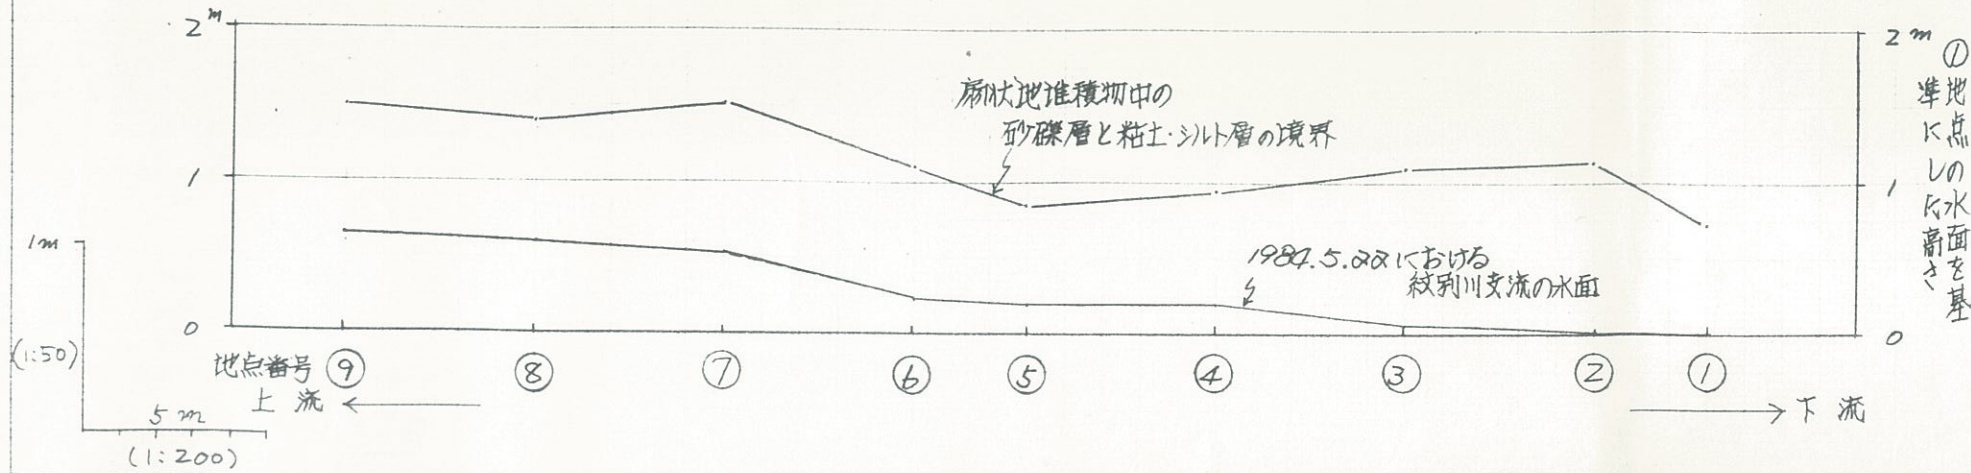 2m
1
0
1m
(1:50)
5m
(1:200)
扇状地堆積物中の
砂礫層と粘土・シルト層の境界
1984.5.22における
紋別川支流の水面
地点番号 ⑨ ⑧ ⑦ ⑥ ⑤ ④ ③ ② ①
上流
下流
2m
1
0
①地点の水面を基
準にした高さ